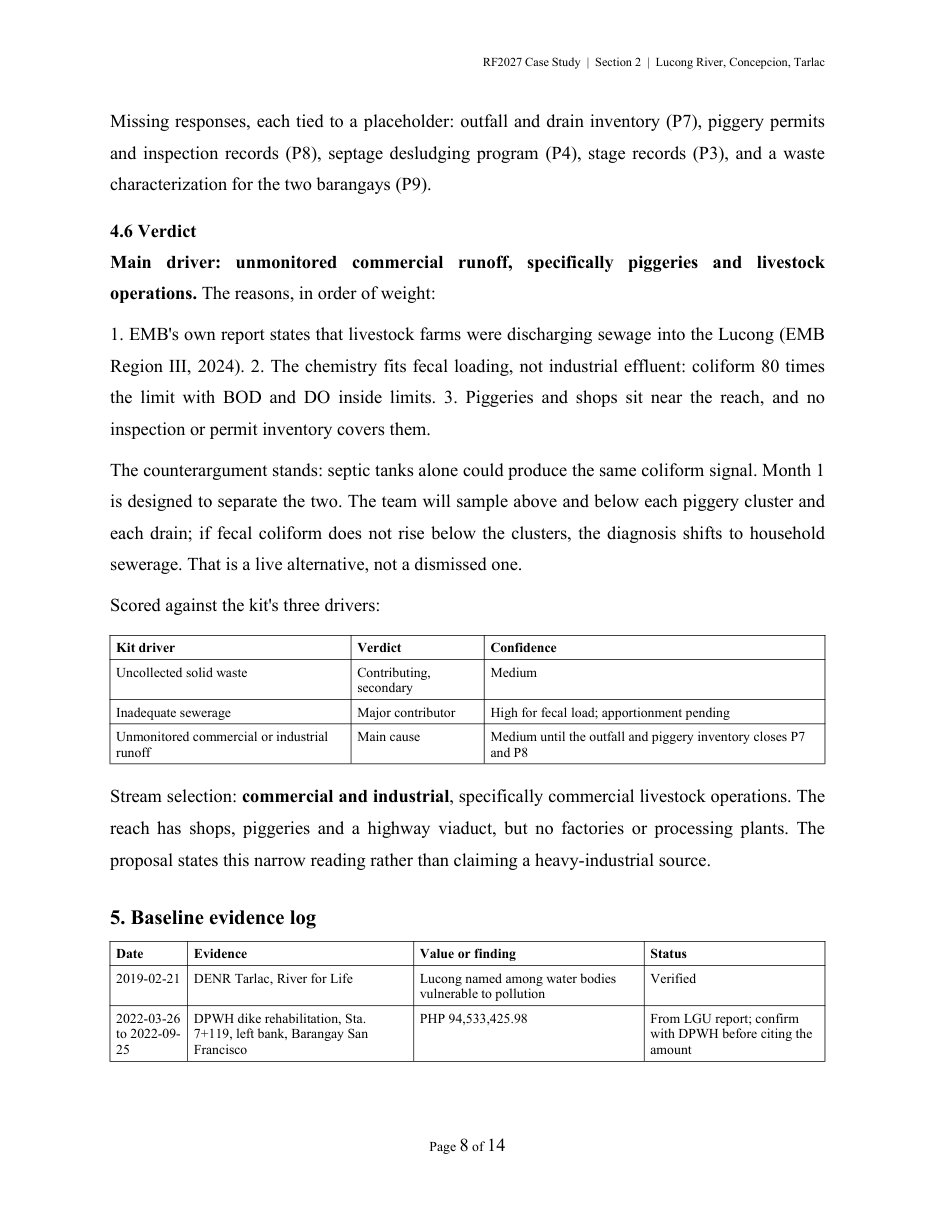 RF2027 Case Study | Section 2 | Lucong River, Concepcion, Tarlac
Missing responses, each tied to a placeholder: outfall and drain inventory (P7), piggery permits
and inspection records (P8), septage desludging program (P4), stage records (P3), and a waste
characterization for the two barangays (P9).
4.6 Verdict
Main driver: unmonitored commercial runoff, specifically piggeries and livestock
operations. The reasons, in order of weight:
1. EMB's own report states that livestock farms were discharging sewage into the Lucong (EMB
Region III, 2024). 2. The chemistry fits fecal loading, not industrial effluent: coliform 80 times
the limit with BOD and DO inside limits. 3. Piggeries and shops sit near the reach, and no
inspection or permit inventory covers them.
The counterargument stands: septic tanks alone could produce the same coliform signal. Month 1
is designed to separate the two. The team will sample above and below each piggery cluster and
each drain; if fecal coliform does not rise below the clusters, the diagnosis shifts to household
sewerage. That is a live alternative, not a dismissed one.
Scored against the kit's three drivers:
Kit driver Verdict Confidence
Uncollected solid waste Contributing, Medium
secondary
Inadequate sewerage Major contributor High for fecal load; apportionment pending
Unmonitored commercial or industrial Main cause Medium until the outfall and piggery inventory closes P7
runoff and P8
Stream selection: commercial and industrial, specifically commercial livestock operations. The
reach has shops, piggeries and a highway viaduct, but no factories or processing plants. The
proposal states this narrow reading rather than claiming a heavy-industrial source.
5. Baseline evidence log
Date Evidence Value or finding Status
2019-02-21 DENR Tarlac, River for Life Lucong named among water bodies Verified
vulnerable to pollution
2022-03-26 DPWH dike rehabilitation, Sta. PHP 94,533,425.98 From LGU report; confirm
to 2022-09- 7+119, left bank, Barangay San with DPWH before citing the
25 Francisco amount
Page 8 of 14